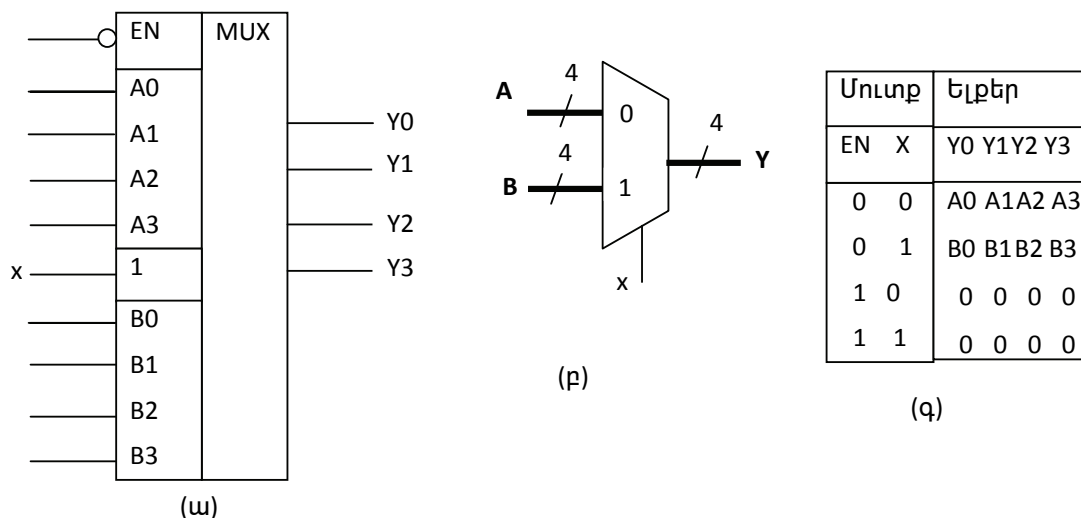 EN MUX
A0
A1
A2
A3
x 1
B0
B1
B2
B3
Y0
Y1
Y2
Y3
(ա)
A 4 0
B 4 1
4 Y
x
(բ)
Մուտք Ելքեր
EN X Y0 Y1 Y2 Y3
0 0 A0 A1 A2 A3
0 1 B0 B1 B2 B3
1 0 0 0 0 0
1 1 0 0 0 0
(գ)